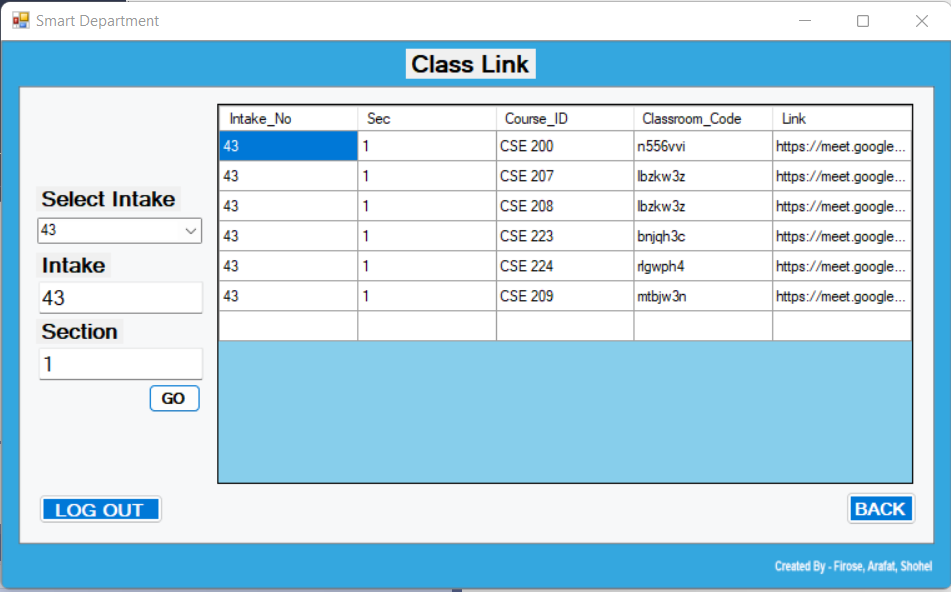 Smart Department
Class Link
Select Intake
43
Intake
43
Section
1
GO
Intake_No Sec Course_ID Classroom_Code Link
43 1 CSE 200 n556vvi https://meet.google...
43 1 CSE 207 lbzkw3z https://meet.google...
43 1 CSE 208 lbzkw3z https://meet.google...
43 1 CSE 223 bnjqh3c https://meet.google...
43 1 CSE 224 rlgwph4 https://meet.google...
43 1 CSE 209 mtbjw3n https://meet.google...
LOG OUT
BACK
Created By - Firose, Arafat, Shohel